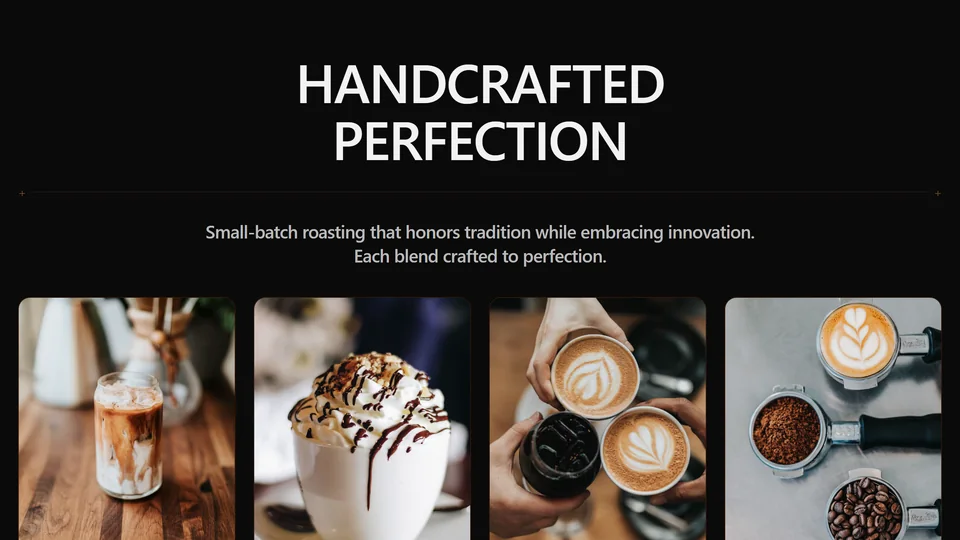 HANDCRAFTED
PERFECTION
Small-batch roasting that honors tradition while embracing innovation.
Each blend crafted to perfection.